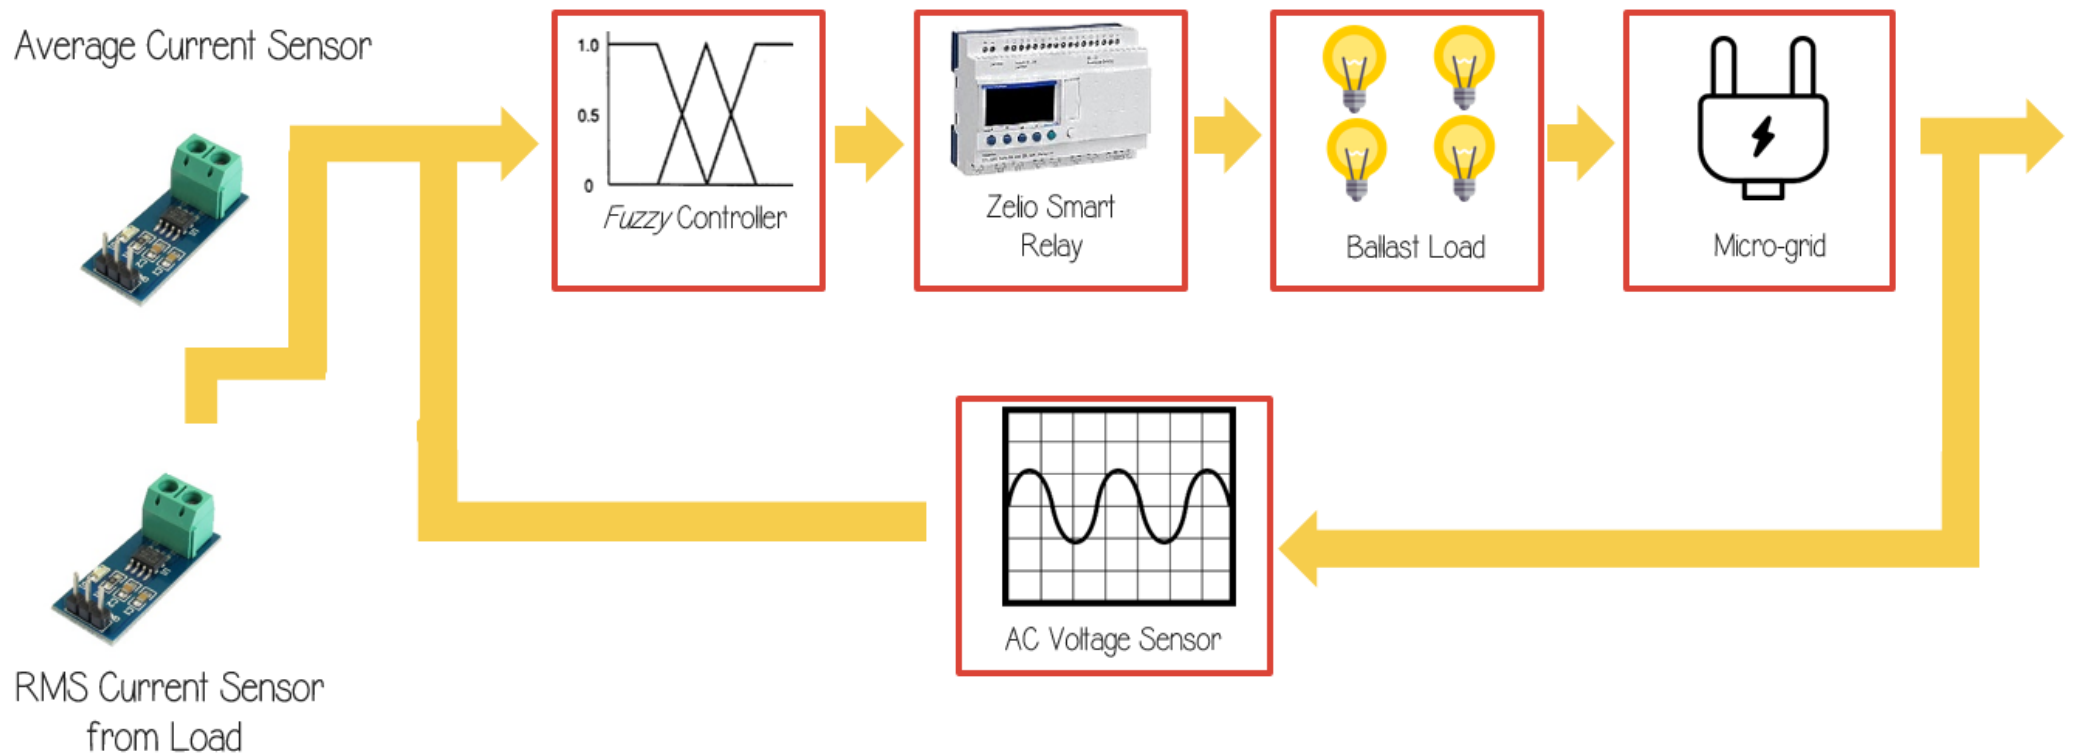 Average Current Sensor
1.0
0.5
0
Fuzzy Controller
Zelio Smart
Relay
Ballast Load
Micro-grid
AC Voltage Sensor
RMS Current Sensor
from Load